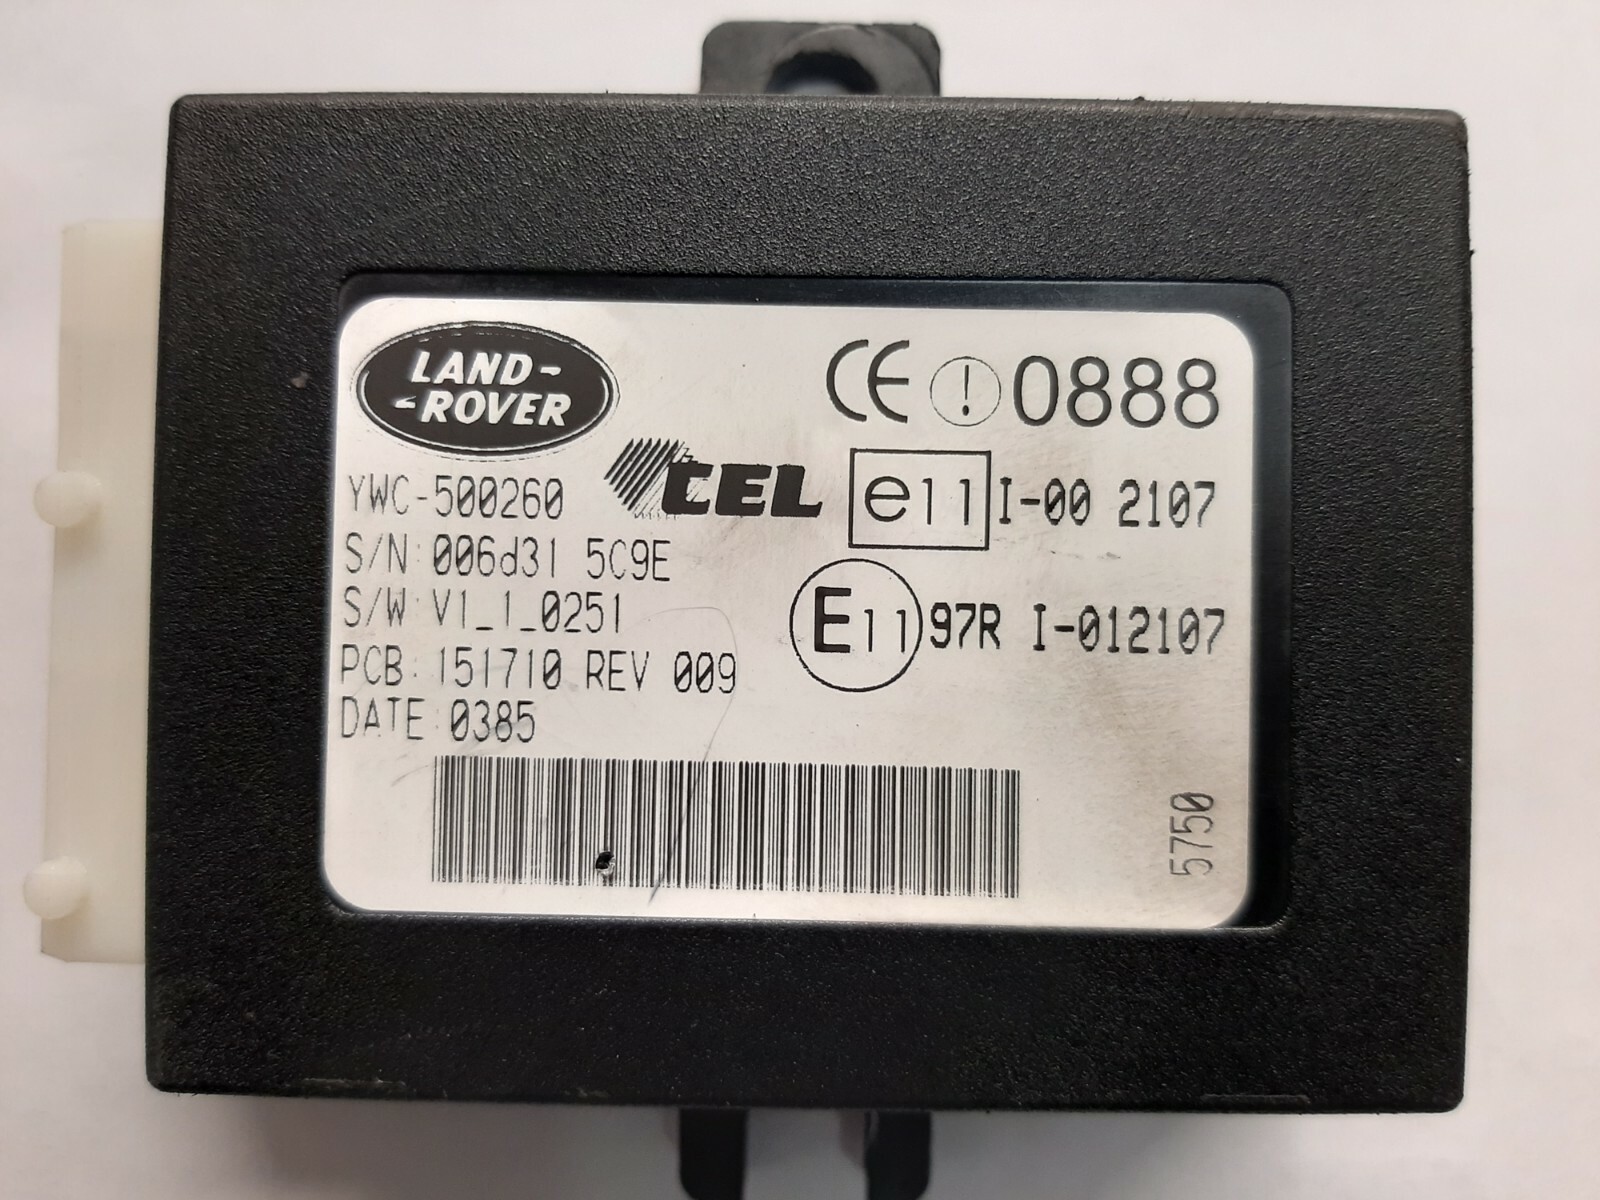 LAND-
-ROVER
CE ! 0888
YWC-500260
TEL
e11 I-00 2107
S/N: 006d31 5C9E
S/W: V1_1_0251
E11 97R I-012107
PCB: 151710 REV 009
DATE: 0385
5750